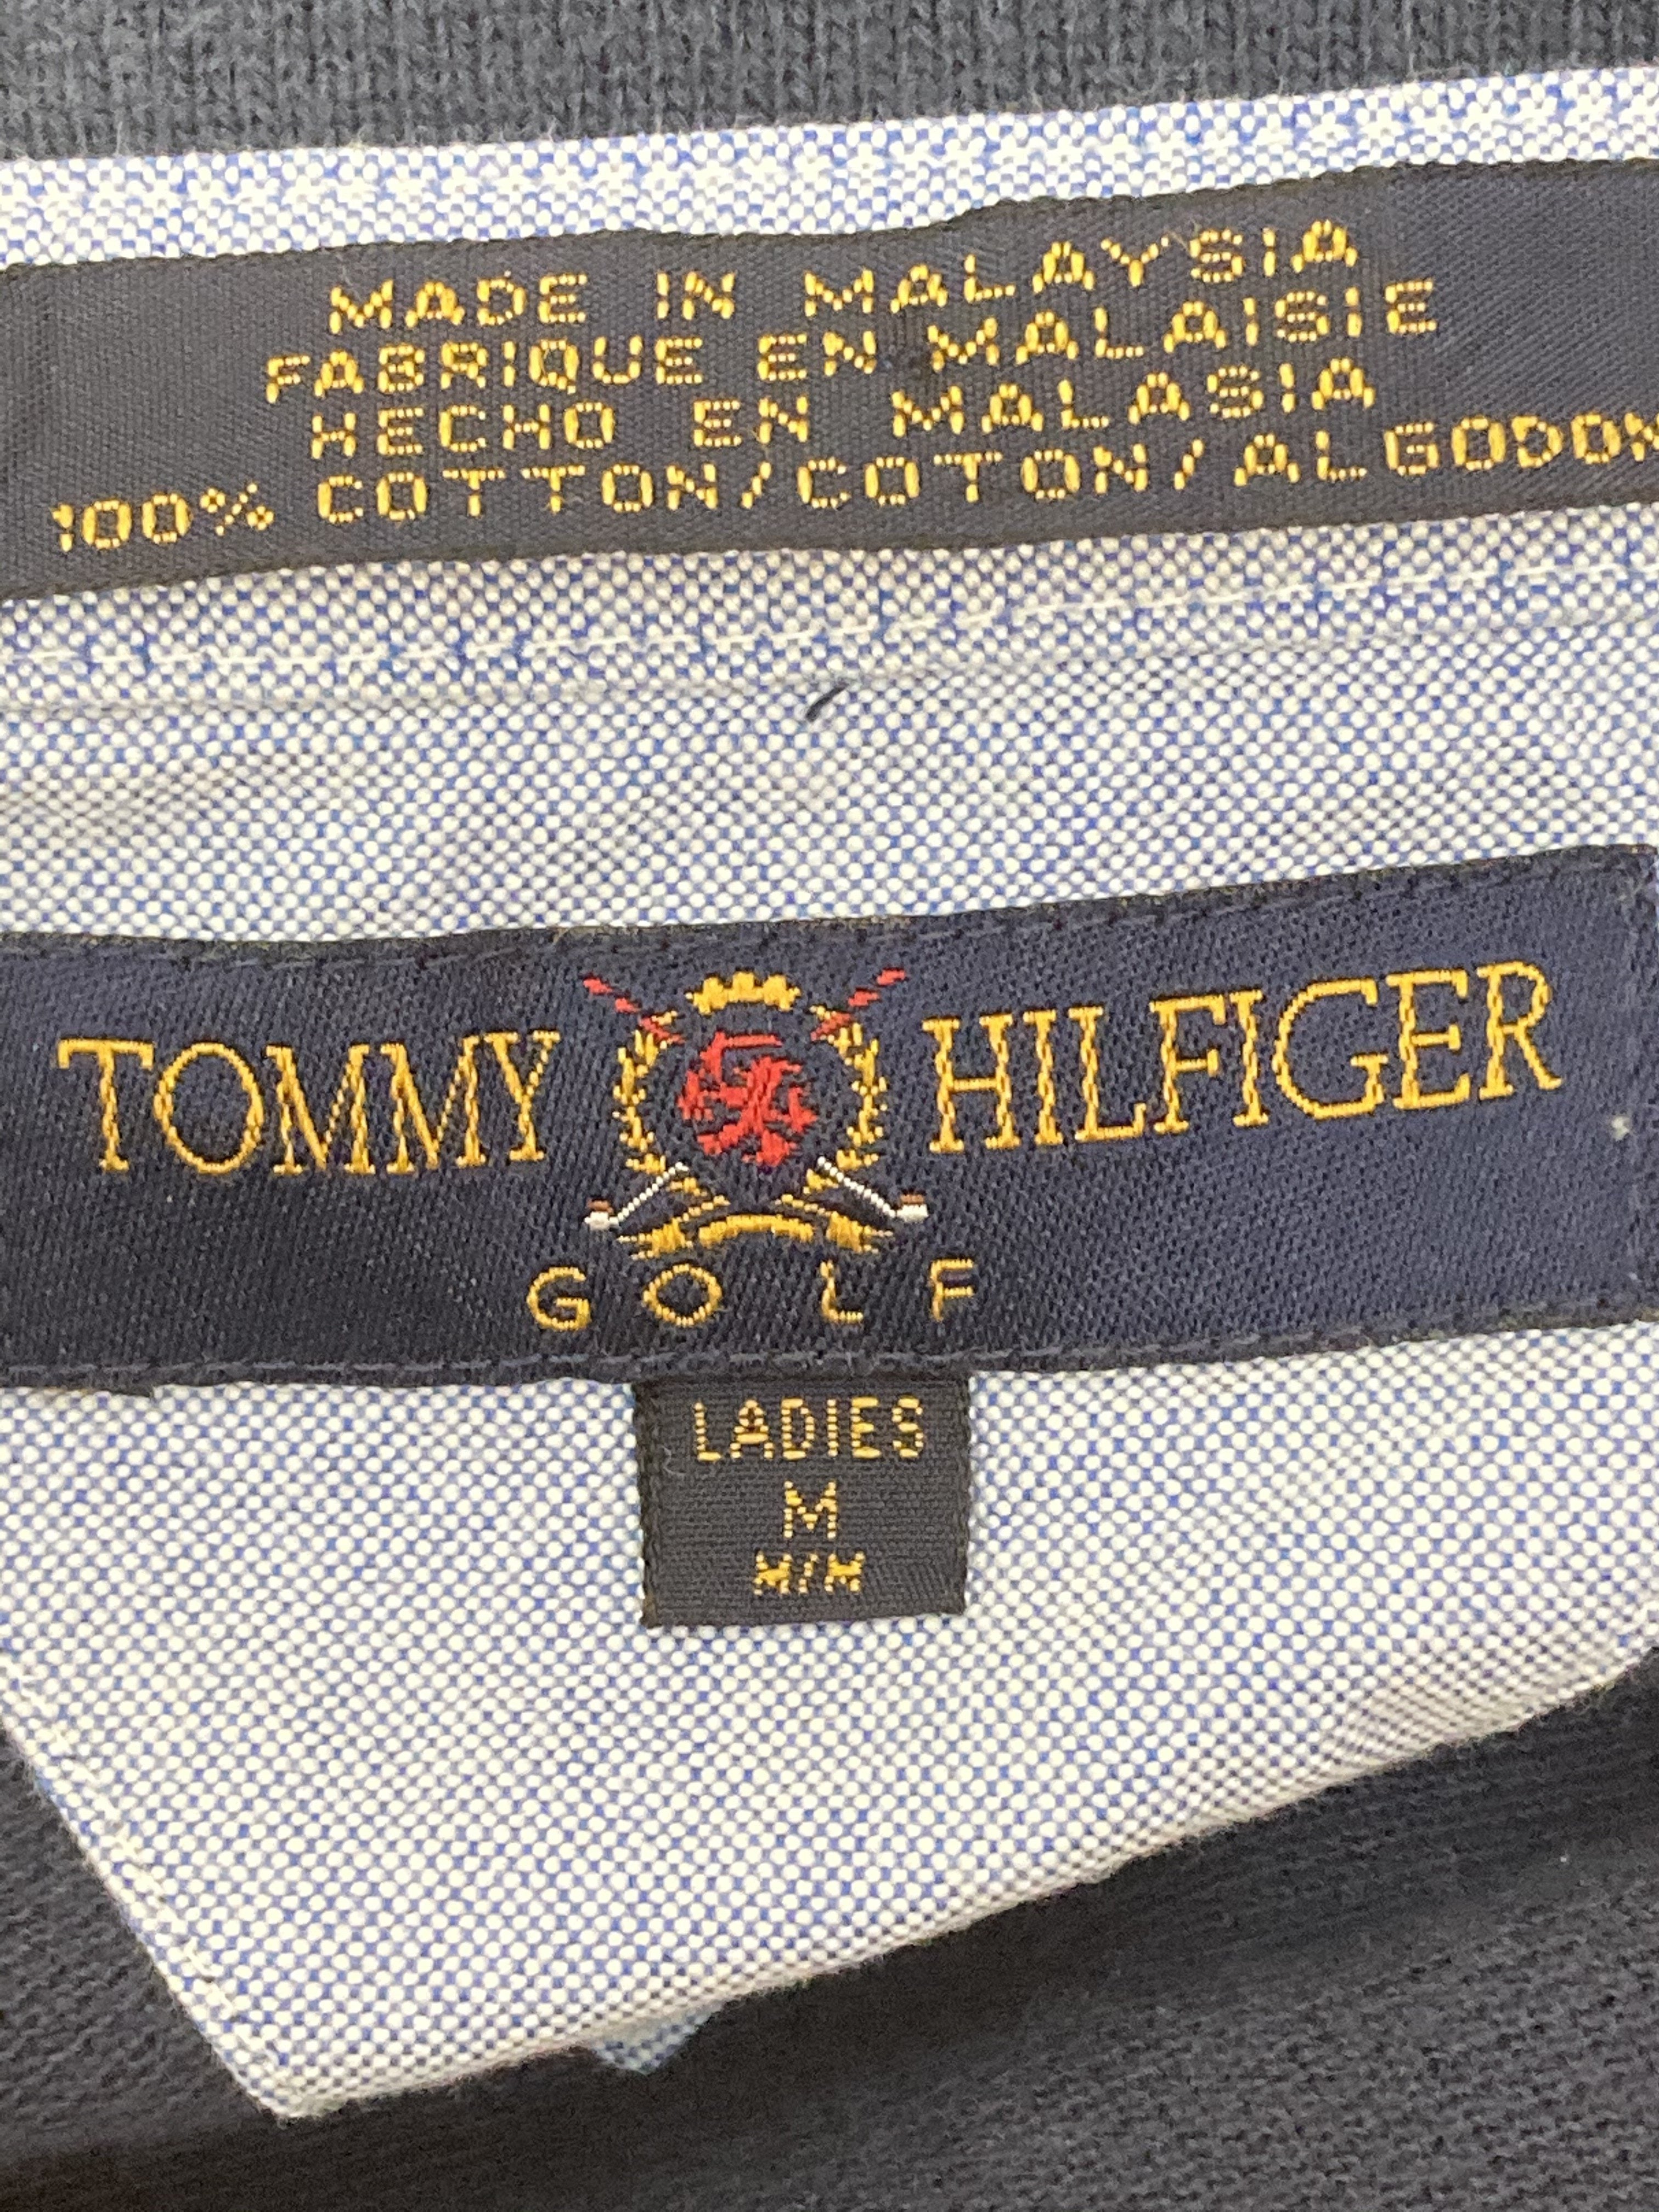 MADE IN MALAYSIA
FABRIQUE EN MALAISIE
HECHO EN MALASIA
100% COTTON/COTON/ALGODON
TOMMY HILFIGER
GOLF
LADIES
M
M/M